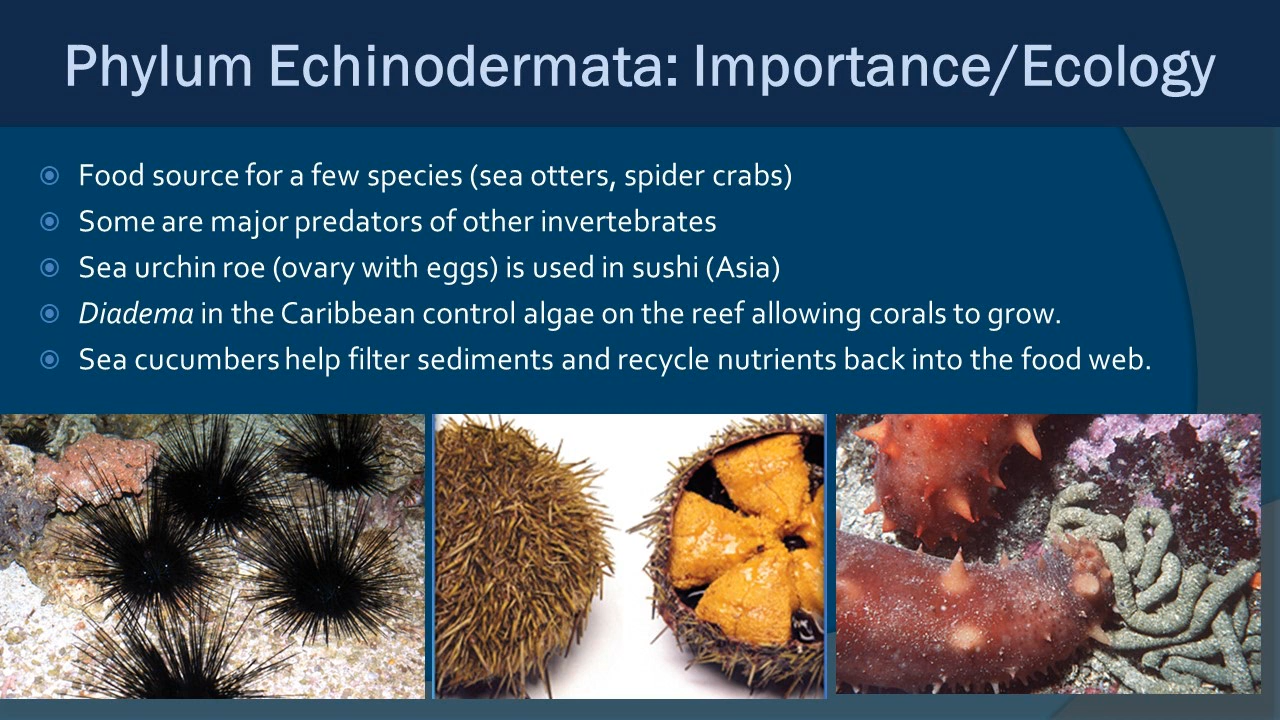 Phylum Echinodermata: Importance/Ecology
Food source for a few species (sea otters, spider crabs)
Some are major predators of other invertebrates
Sea urchin roe (ovary with eggs) is used in sushi (Asia)
Diadema in the Caribbean control algae on the reef allowing corals to grow.
Sea cucumbers help filter sediments and recycle nutrients back into the food web.